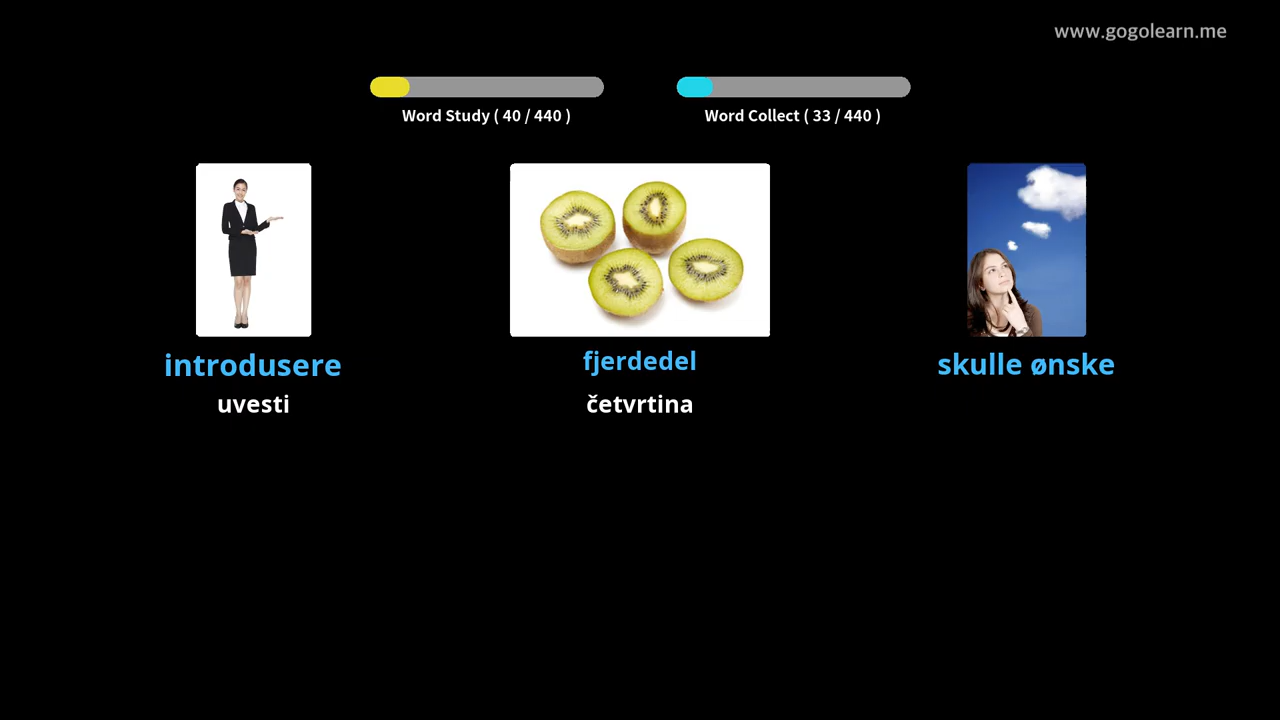 www.gogolearn.me
Word Study ( 40 / 440 )
Word Collect ( 33 / 440 )
introdusere
uvesti
fjerdedel
četvrtina
skulle ønske